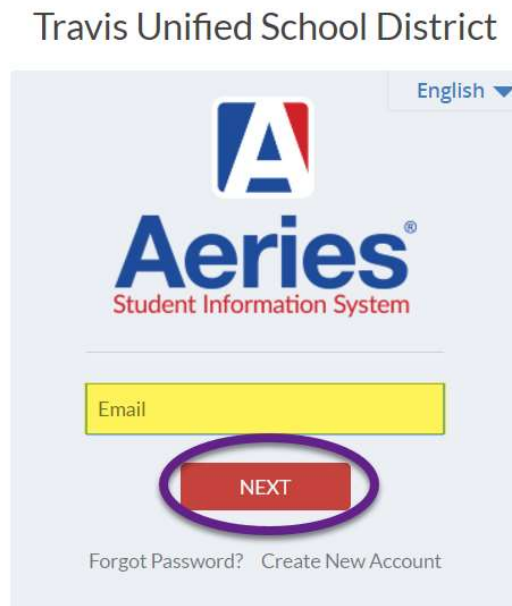 Travis Unified School District
English
A
Aeries®
Student Information System
Email
NEXT
Forgot Password? Create New Account